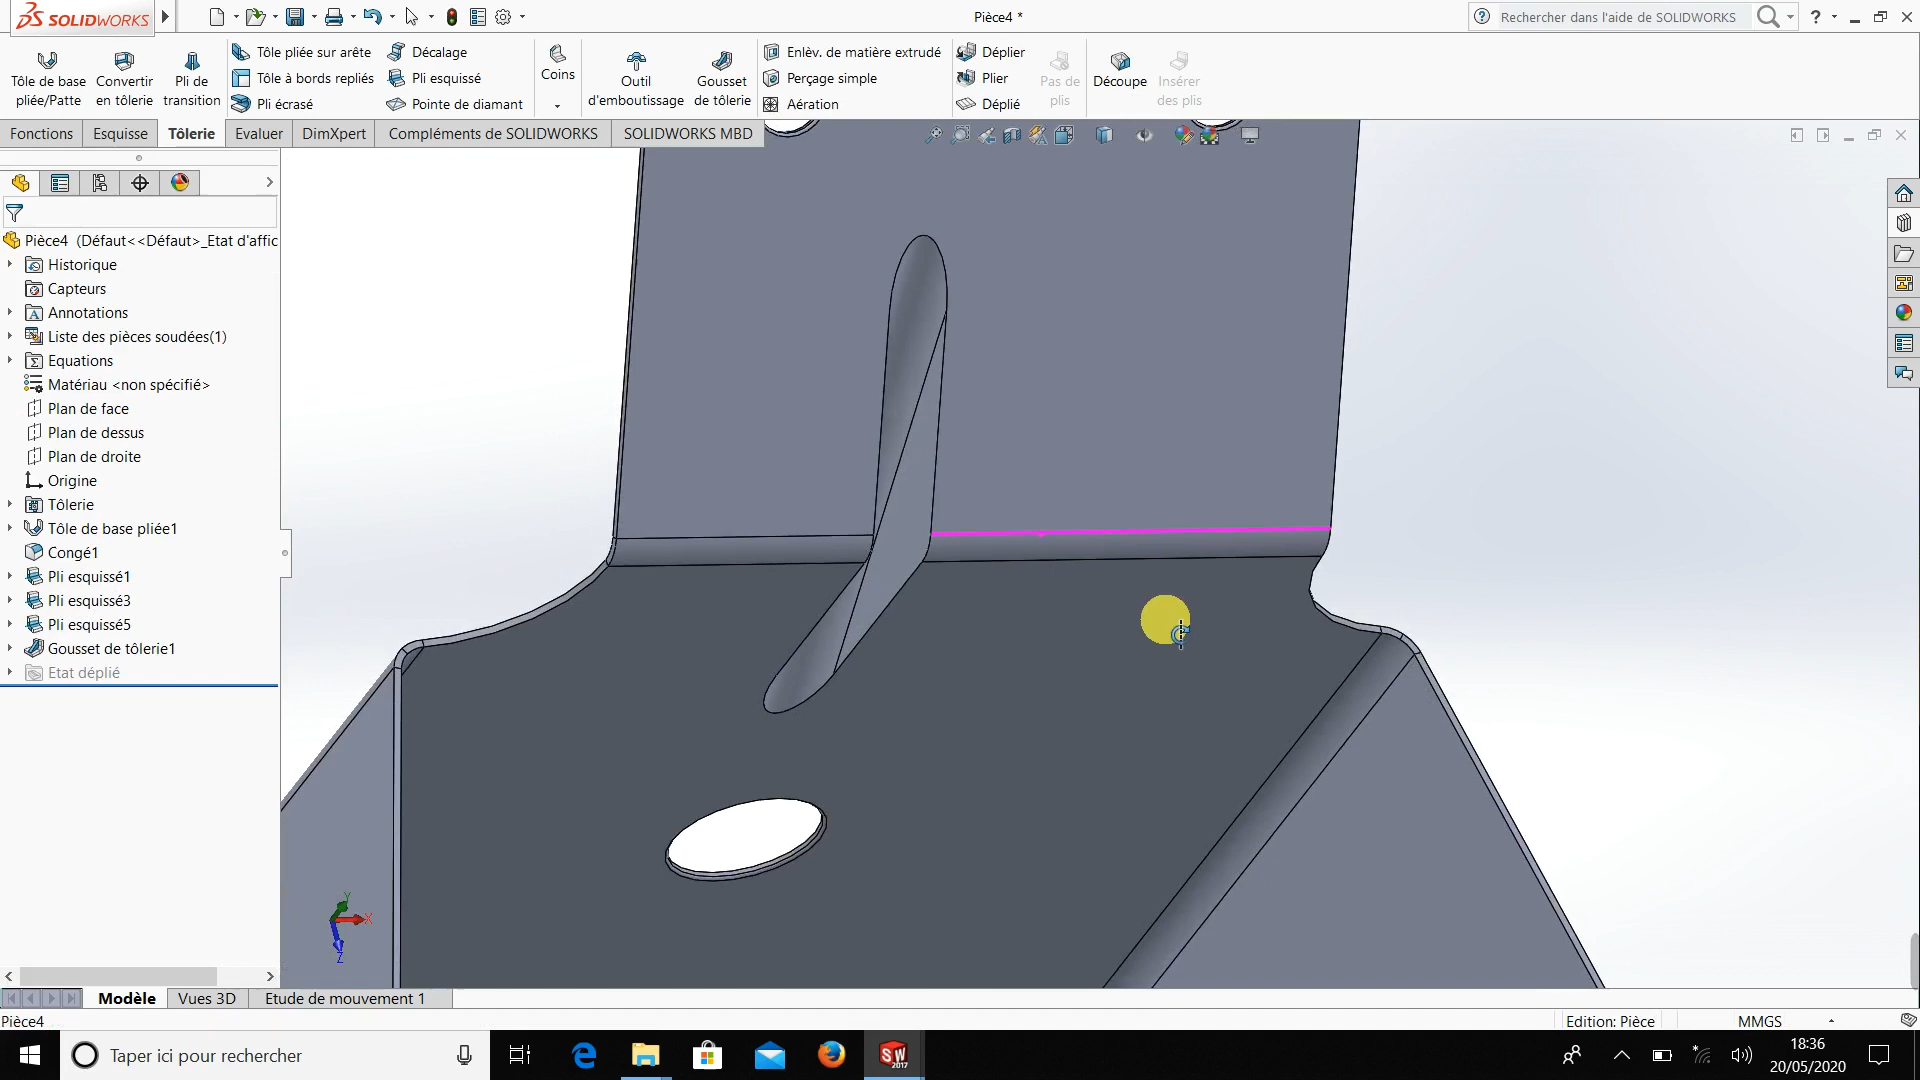 SOLIDWORKS
Pièce4 *
Rechercher dans l'aide de SOLIDWORKS
Tôle de base
pliée/Patte
Convertir
en tôlerie
Pli de
transition
Tôle pliée sur arête
Tôle à bords repliés
Pli écrasé
Décalage
Pli esquissé
Pointe de diamant
Coins
Outil
d'emboutissage
Gousset
de tôlerie
Enlèv. de matière extrudé
Perçage simple
Aération
Déplier
Plier
Déplié
Pas de
plis
Découpe
Insérer
des plis
Fonctions
Esquisse
Tôlerie
Evaluer
DimXpert
Compléments de SOLIDWORKS
SOLIDWORKS MBD
Pièce4 (Défaut<<Défaut>_Etat d'affic
Historique
Capteurs
Annotations
Liste des pièces soudées(1)
Equations
Matériau <non spécifié>
Plan de face
Plan de dessus
Plan de droite
Origine
Tôlerie
Tôle de base pliée1
Congé1
Pli esquissé1
Pli esquissé3
Pli esquissé5
Gousset de tôlerie1
Etat déplié
Y
X
Z
Modèle
Vues 3D
Etude de mouvement 1
Pièce4
Edition: Pièce
MMGS
Taper ici pour rechercher
SW
2017
18:36
20/05/2020